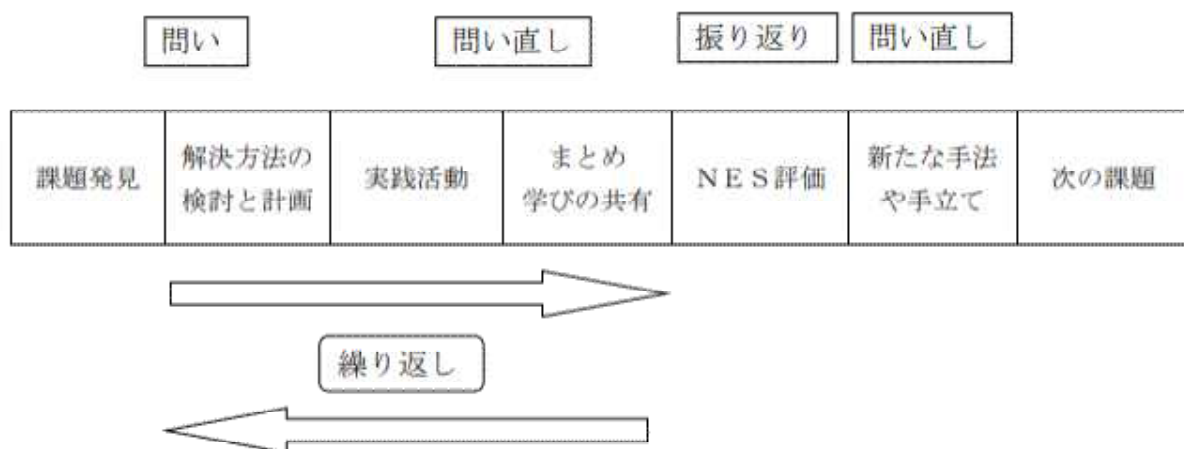 問い
問い直し
振り返り
問い直し
課題発見
解決方法の
検討と計画
実践活動
まとめ
学びの共有
ＮＥＳ評価
新たな手法
や手立て
次の課題
繰り返し